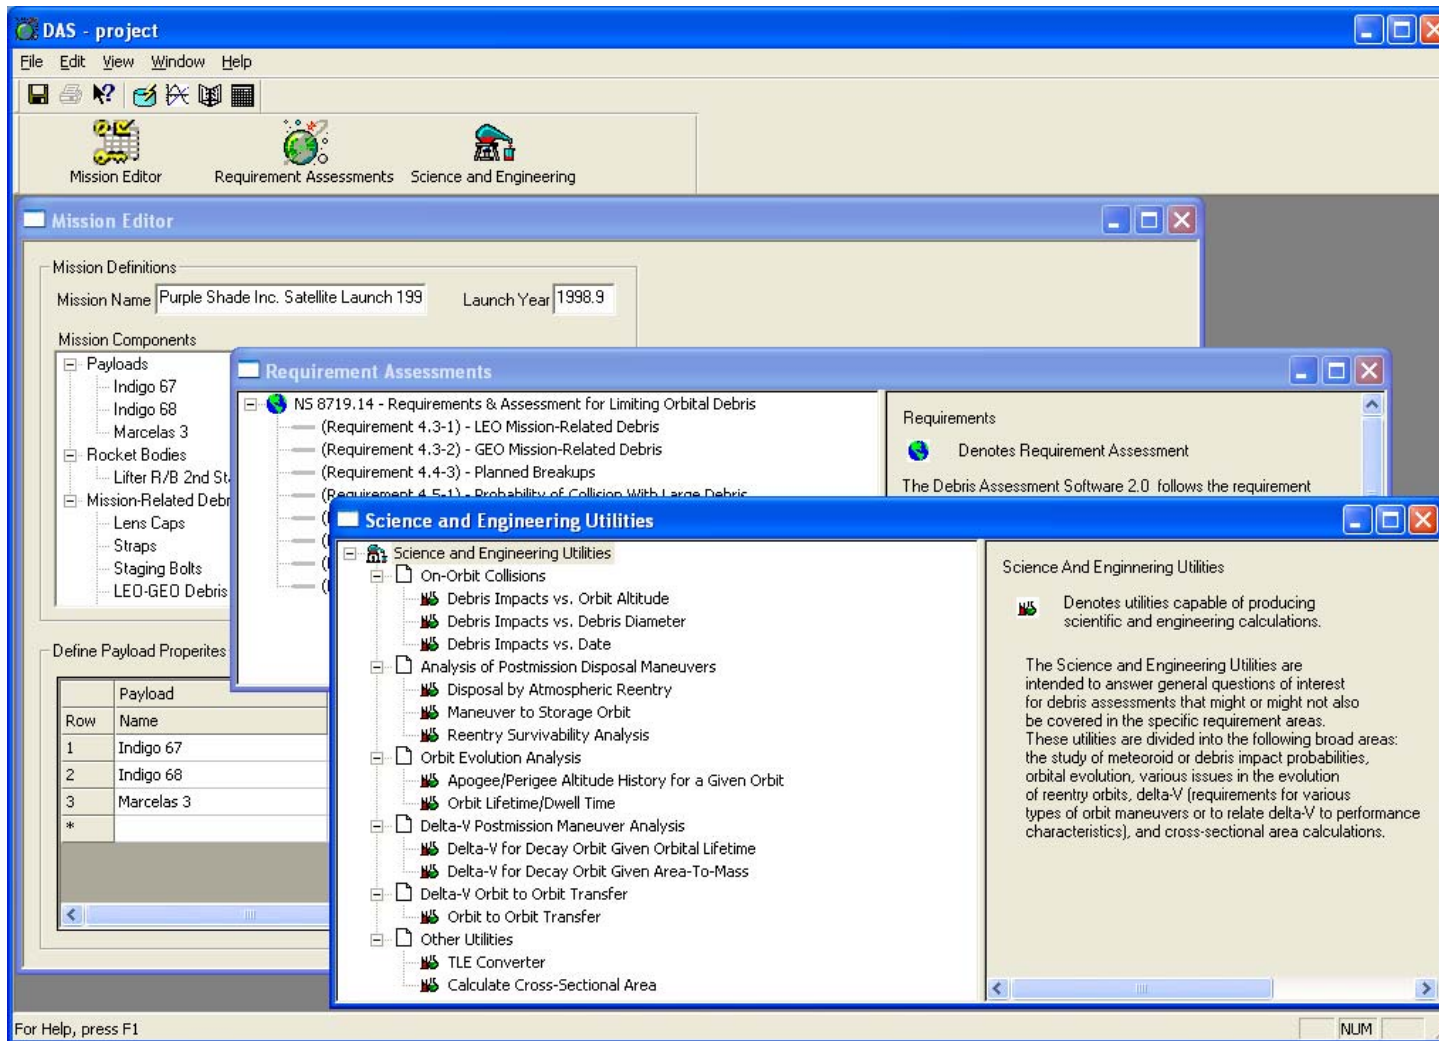 DAS - project
File Edit View Window Help
Mission Editor Requirement Assessments Science and Engineering
Mission Editor
Mission Definitions
Mission Name Purple Shade Inc. Satellite Launch 199 Launch Year 1998.9
Mission Components
Payloads
Indigo 67
Indigo 68
Marcelas 3
Rocket Bodies
Lifter R/B 2nd
Mission-Related
Lens Caps
Straps
Staging Bolts
LEO-GEO Debris
Define Payload Properites
Payload
Row Name
1 Indigo 67
2 Indigo 68
3 Marcelas 3
*
Requirement Assessments
NS 8719.14 - Requirements & Assessment for Limiting Orbital Debris
(Requirement 4.3-1) - LEO Mission-Related Debris
(Requirement 4.3-2) - GEO Mission-Related Debris
(Requirement 4.4-3) - Planned Breakups
(Requirement 4.5-1) - Probability of Collision With Large Debris
Requirements
Denotes Requirement Assessment
The Debris Assessment Software 2.0 follows the requirement
Science and Engineering Utilities
Science and Engineering Utilities
On-Orbit Collisions
Debris Impacts vs. Orbit Altitude
Debris Impacts vs. Debris Diameter
Debris Impacts vs. Date
Analysis of Postmission Disposal Maneuvers
Disposal by Atmospheric Reentry
Maneuver to Storage Orbit
Reentry Survivability Analysis
Orbit Evolution Analysis
Apogee/Perigee Altitude History for a Given Orbit
Orbit Lifetime/Dwell Time
Delta-V Postmission Maneuver Analysis
Delta-V for Decay Orbit Given Orbital Lifetime
Delta-V for Decay Orbit Given Area-To-Mass
Delta-V Orbit to Orbit Transfer
Orbit to Orbit Transfer
Other Utilities
TLE Converter
Calculate Cross-Sectional Area
Science And Enginnering Utilities
Denotes utilities capable of producing
scientific and engineering calculations.
The Science and Engineering Utilities are
intended to answer general questions of interest
for debris assessments that might or might not also
be covered in the specific requirement areas.
These utilities are divided into the following broad areas:
the study of meteoroid or debris impact probabilities,
orbital evolution, various issues in the evolution
of reentry orbits, delta-V (requirements for various
types of orbit maneuvers or to relate delta-V to performance
characteristics), and cross-sectional area calculations.
For Help, press F1
NUM